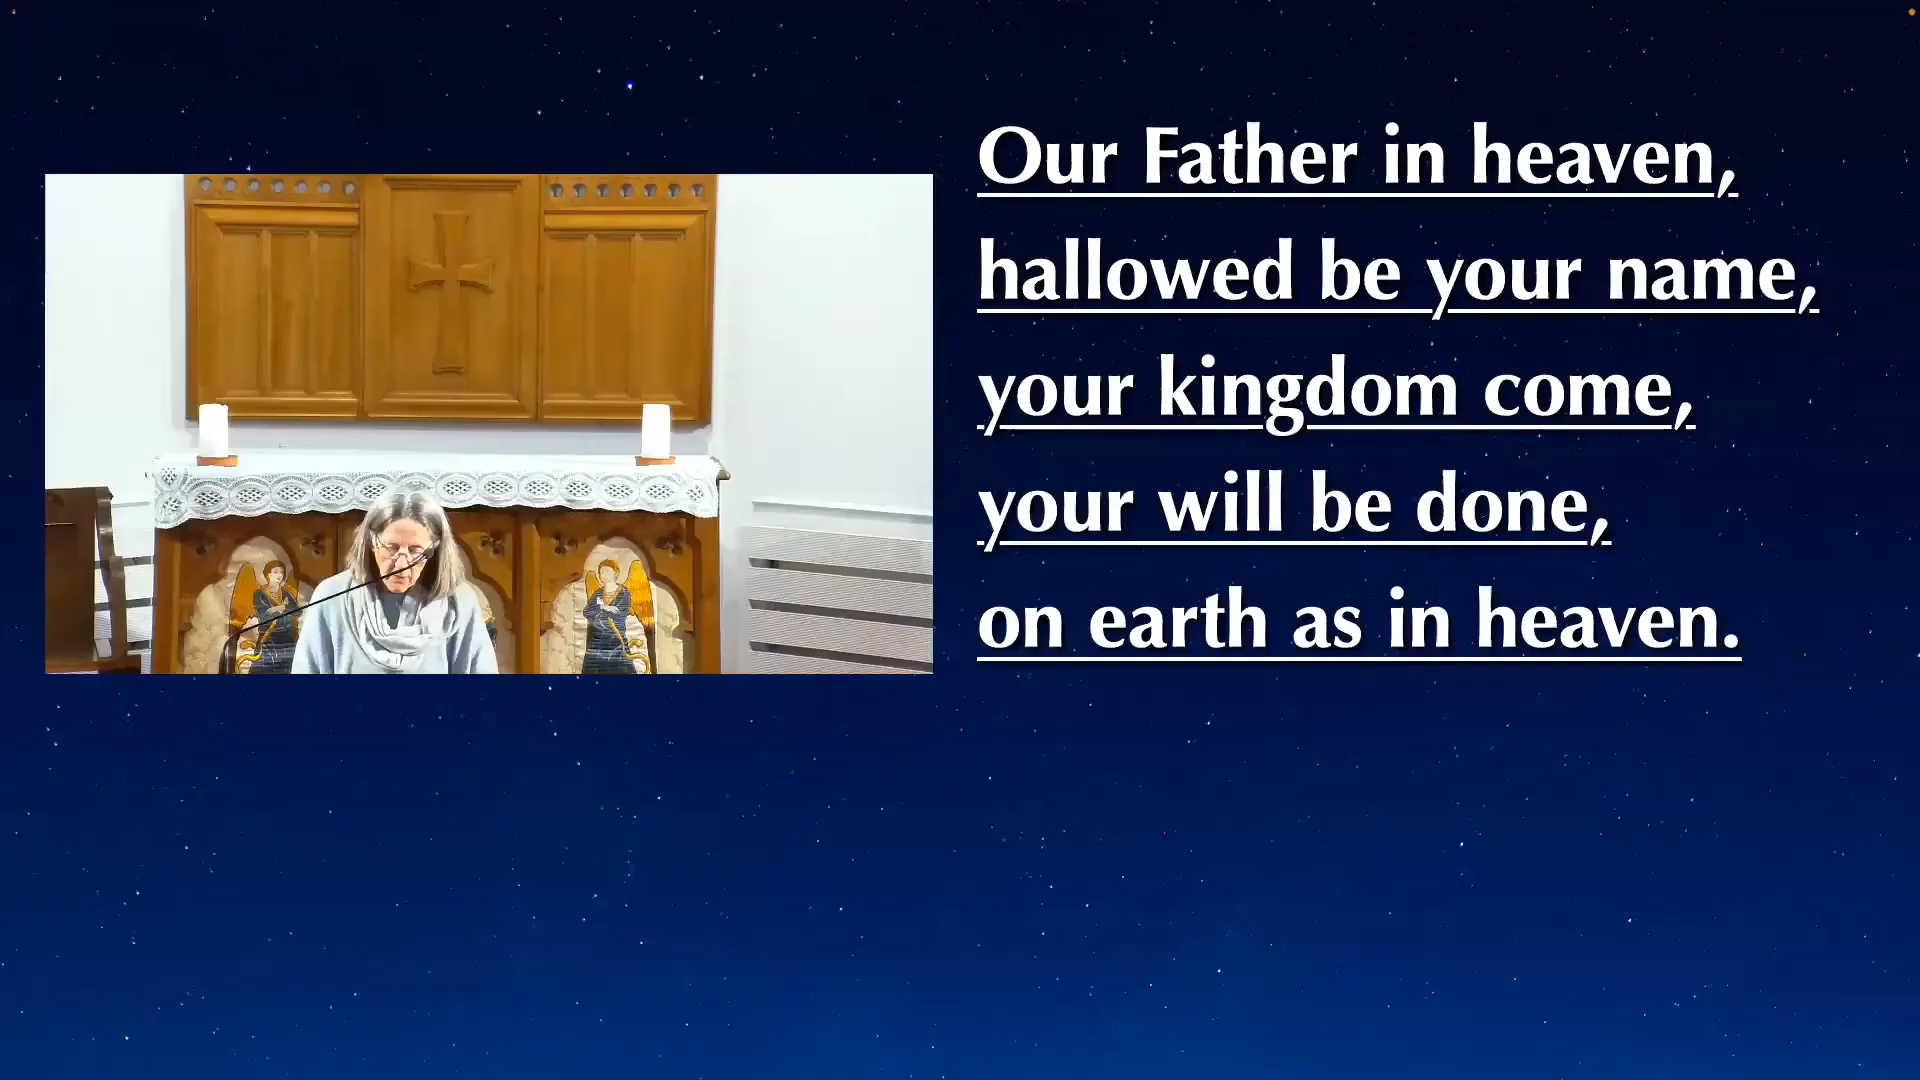 Our Father in heaven,
hallowed be your name,
your kingdom come,
your will be done,
on earth as in heaven.